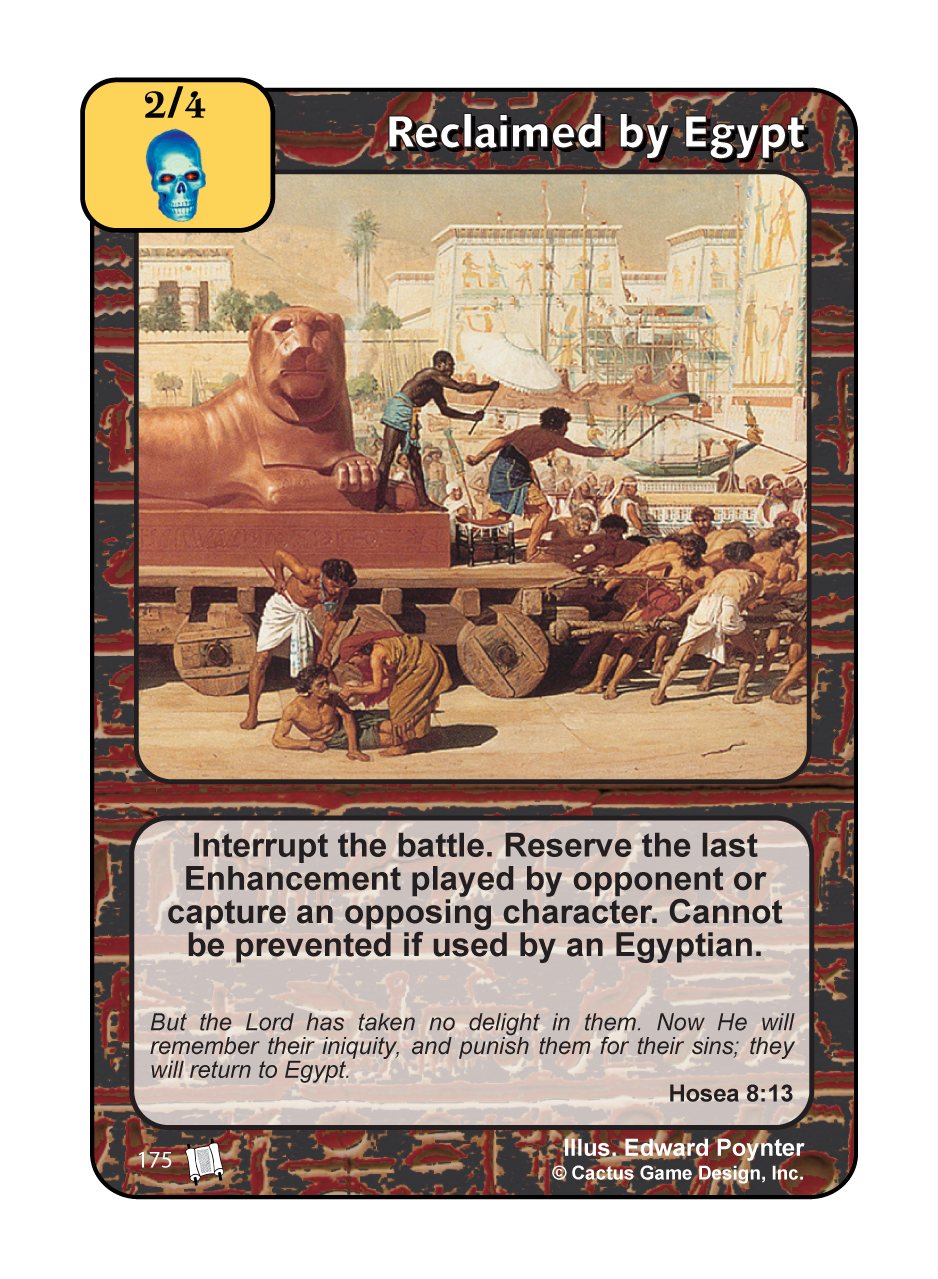 2/4
Reclaimed by Egypt
Interrupt the battle. Reserve the last
Enhancement played by opponent or
capture an opposing character. Cannot
be prevented if used by an Egyptian.
But the Lord has taken no delight in them. Now He will
remember their iniquity, and punish them for their sins; they
will return to Egypt.
Hosea 8:13
175
Illus. Edward Poynter
© Cactus Game Design, Inc.